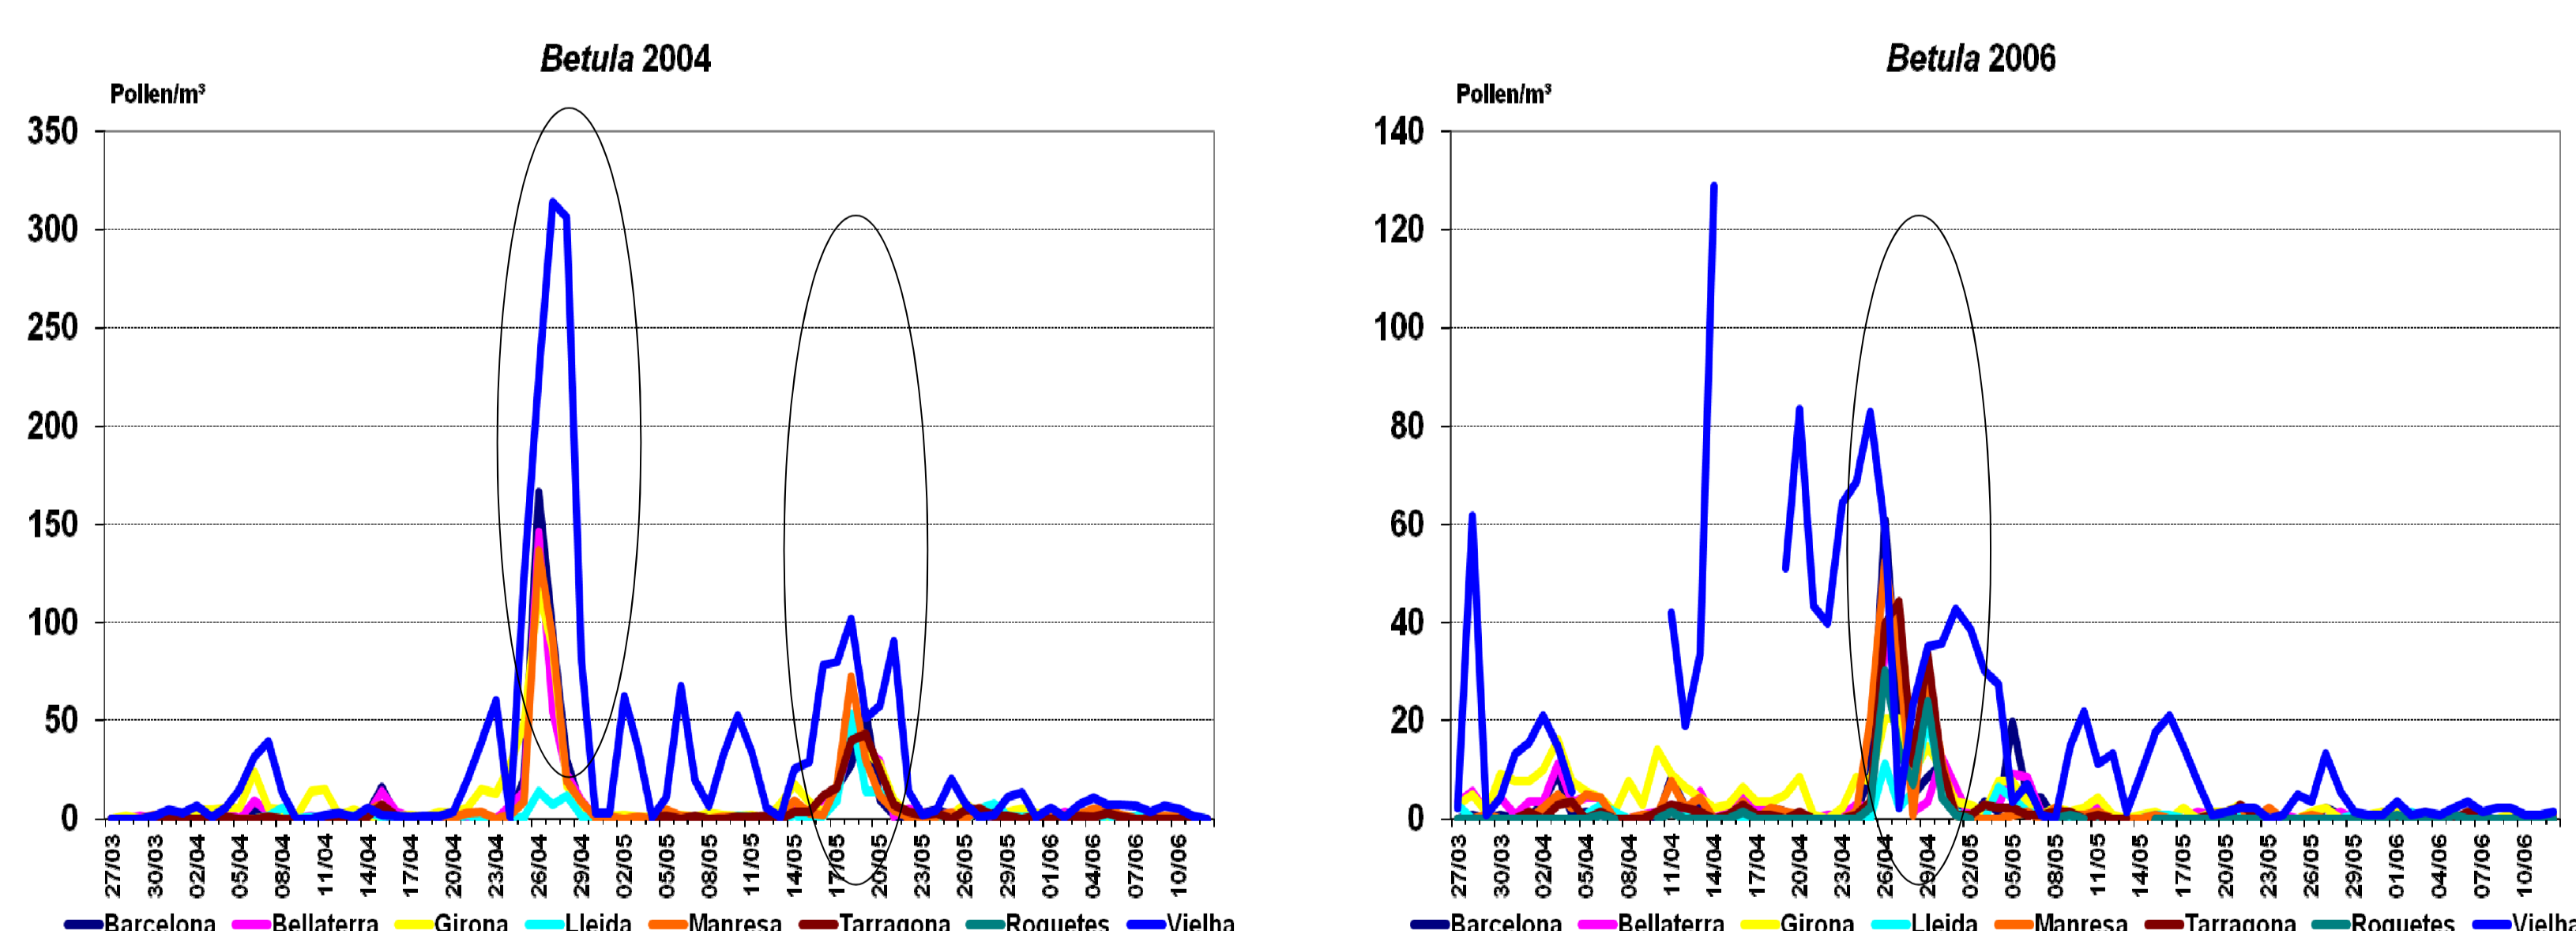 Betula 2004
Pollen/m³
350
300
250
200
150
100
50
0
27/03 30/03 02/04 05/04 08/04 11/04 14/04 17/04 20/04 23/04 26/04 29/04 02/05 05/05 08/05 11/05 14/05 17/05 20/05 23/05 26/05 29/05 01/06 04/06 07/06 10/06
Barcelona Bellaterra Girona Lleida Manresa Tarragona Roquetes Vielha
Betula 2006
Pollen/m³
140
120
100
80
60
40
20
0
27/03 30/03 02/04 05/04 08/04 11/04 14/04 17/04 20/04 23/04 26/04 29/04 02/05 05/05 08/05 11/05 14/05 17/05 20/05 23/05 26/05 29/05 01/06 04/06 07/06 10/06
Barcelona Bellaterra Girona Lleida Manresa Tarragona Roquetes Vielha